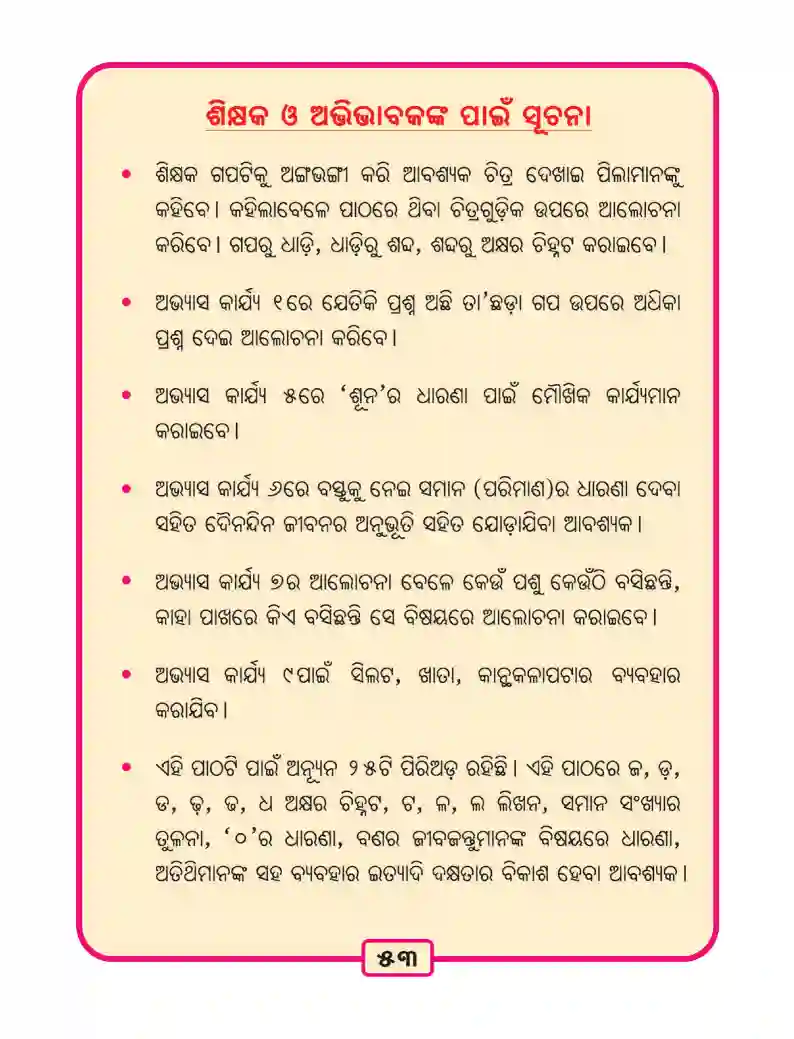 ଶିକ୍ଷକ ଓ ଅଭିଭାବକଙ୍କ ପାଇଁ ସୂଚନା
• ଶିକ୍ଷକ ଗପଟିକୁ ଅଙ୍ଗଭଙ୍ଗୀ କରି ଆବଶ୍ୟକ ଚିତ୍ର ଦେଖାଇ ପିଲାମାନଙ୍କୁ
କହିବେ। କହିଲାବେଳେ ପାଠରେ ଥିବା ଚିତ୍ରଗୁଡ଼ିକ ଉପରେ ଆଲୋଚନା
କରିବେ। ଗପରୁ ଧାଡ଼ି, ଧାଡ଼ିରୁ ଶବ୍ଦ, ଶବ୍ଦରୁ ଅକ୍ଷର ଚିହ୍ନଟ କରାଇବେ।
• ଅଭ୍ୟାସ କାର୍ଯ୍ୟ ୧ରେ ଯେତିକି ପ୍ରଶ୍ନ ଅଛି ତା’ଛଡ଼ା ଗପ ଉପରେ ଅଧିକା
ପ୍ରଶ୍ନ ଦେଇ ଆଲୋଚନା କରିବେ।
• ଅଭ୍ୟାସ କାର୍ଯ୍ୟ ୫ରେ ‘ଶୂନ’ର ଧାରଣା ପାଇଁ ମୌଖିକ କାର୍ଯ୍ୟମାନ
କରାଇବେ।
• ଅଭ୍ୟାସ କାର୍ଯ୍ୟ ୬ରେ ବସ୍ତୁକୁ ନେଇ ସମାନ (ପରିମାଣ)ର ଧାରଣା ଦେବା
ସହିତ ଦୈନନ୍ଦିନ ଜୀବନର ଅନୁଭୂତି ସହିତ ଯୋଡ଼ାଯିବା ଆବଶ୍ୟକ।
• ଅଭ୍ୟାସ କାର୍ଯ୍ୟ ୭ର ଆଲୋଚନା ବେଳେ କେଉଁ ପଶୁ କେଉଁଠି ବସିଛନ୍ତି,
କାହା ପାଖରେ କିଏ ବସିଛନ୍ତି ସେ ବିଷୟରେ ଆଲୋଚନା କରାଇବେ।
• ଅଭ୍ୟାସ କାର୍ଯ୍ୟ ୯ପାଇଁ ସିଲଟ, ଖାତା, କାନ୍ଥକଳାପଟାର ବ୍ୟବହାର
କରାଯିବ।
• ଏହି ପାଠଟି ପାଇଁ ଅନ୍ୟୂନ ୨୫ଟି ପିରିଅଡ଼ ରହିଛି। ଏହି ପାଠରେ ଜ, ଡ଼,
ଡ, ଢ଼, ଢ, ଧ ଅକ୍ଷର ଚିହ୍ନଟ, ଟ, ଳ, ଲ ଲିଖନ, ସମାନ ସଂଖ୍ୟାର
ତୁଳନା, ‘୦’ର ଧାରଣା, ବଣର ଜୀବଜନ୍ତୁମାନଙ୍କ ବିଷୟରେ ଧାରଣା,
ଅତିଥିମାନଙ୍କ ସହ ବ୍ୟବହାର ଇତ୍ୟାଦି ଦକ୍ଷତାର ବିକାଶ ହେବା ଆବଶ୍ୟକ।
୫୩